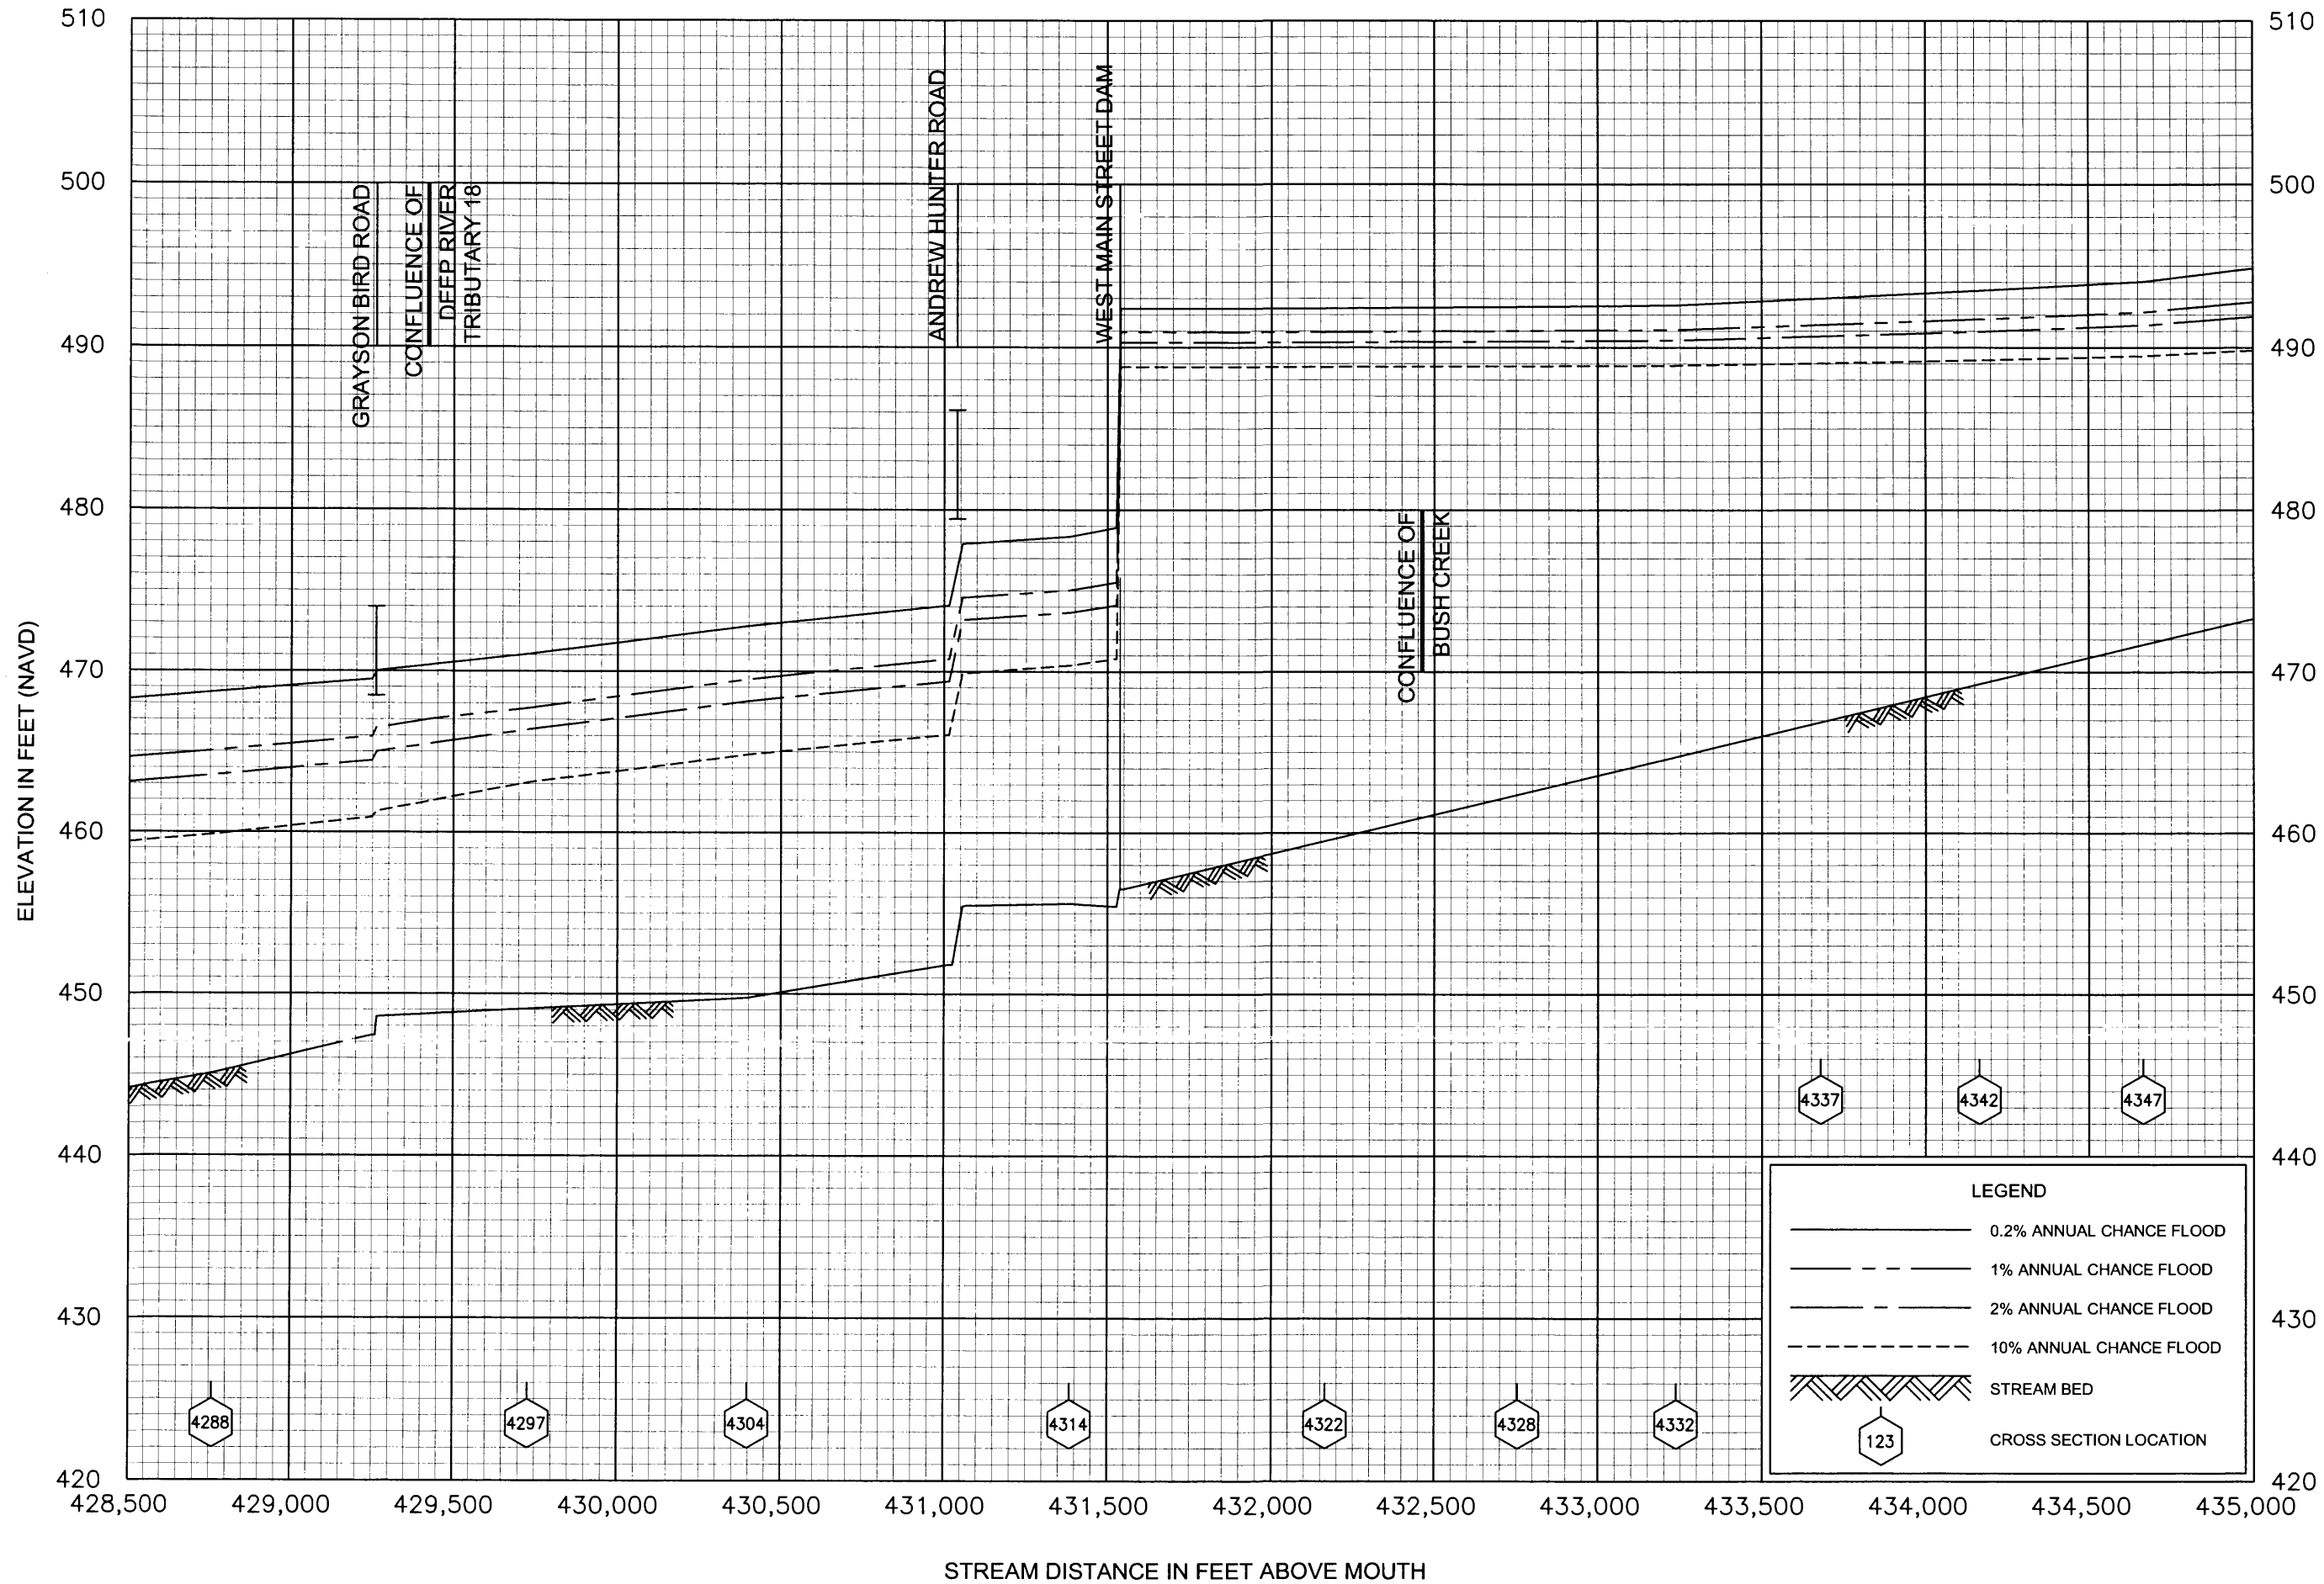 510
500
490
480
470
460
450
440
430
420
ELEVATION IN FEET (NAVD)
GRAYSON BIRD ROAD
CONFLUENCE OF
DEEP RIVER
TRIBUTARY 18
ANDREW HUNTER ROAD
WEST MAIN STREET DAM
CONFLUENCE OF
BUSH CREEK
510
500
490
480
470
460
450
440
430
420
4337
4342
4347
4288
4297
4304
4314
4322
4328
4332
LEGEND
0.2% ANNUAL CHANCE FLOOD
1% ANNUAL CHANCE FLOOD
2% ANNUAL CHANCE FLOOD
10% ANNUAL CHANCE FLOOD
STREAM BED
123
CROSS SECTION LOCATION
428,500
429,000
429,500
430,000
430,500
431,000
431,500
432,000
432,500
433,000
433,500
434,000
434,500
435,000
STREAM DISTANCE IN FEET ABOVE MOUTH